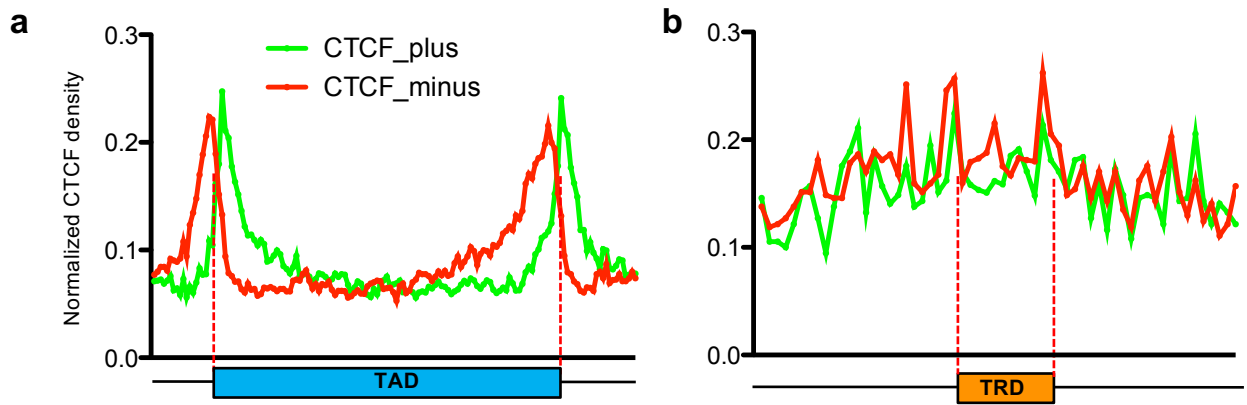 a
Normalized CTCF density
0.3
0.2
0.1
0.0
CTCF_plus
CTCF_minus
TAD
b
0.3
0.2
0.1
0.0
TRD